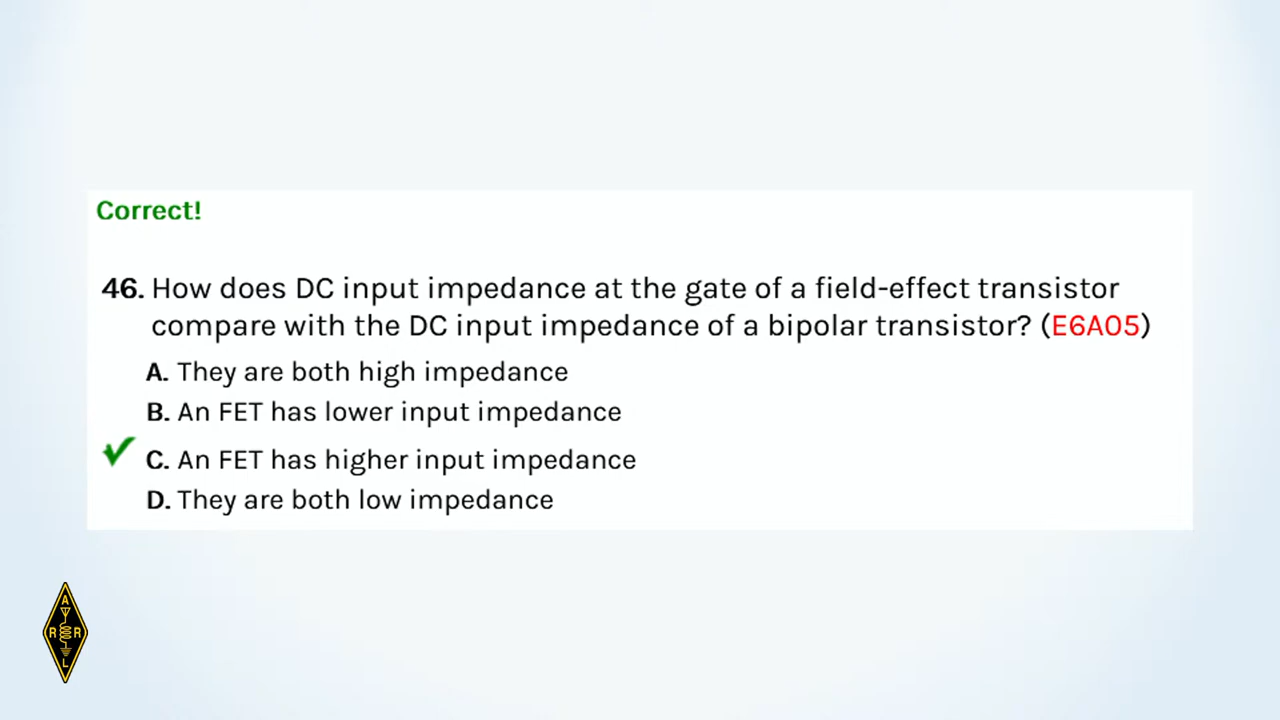 Correct!
46. How does DC input impedance at the gate of a field-effect transistor
compare with the DC input impedance of a bipolar transistor? (E6A05)
A. They are both high impedance
B. An FET has lower input impedance
C. An FET has higher input impedance
D. They are both low impedance
A
R R
L